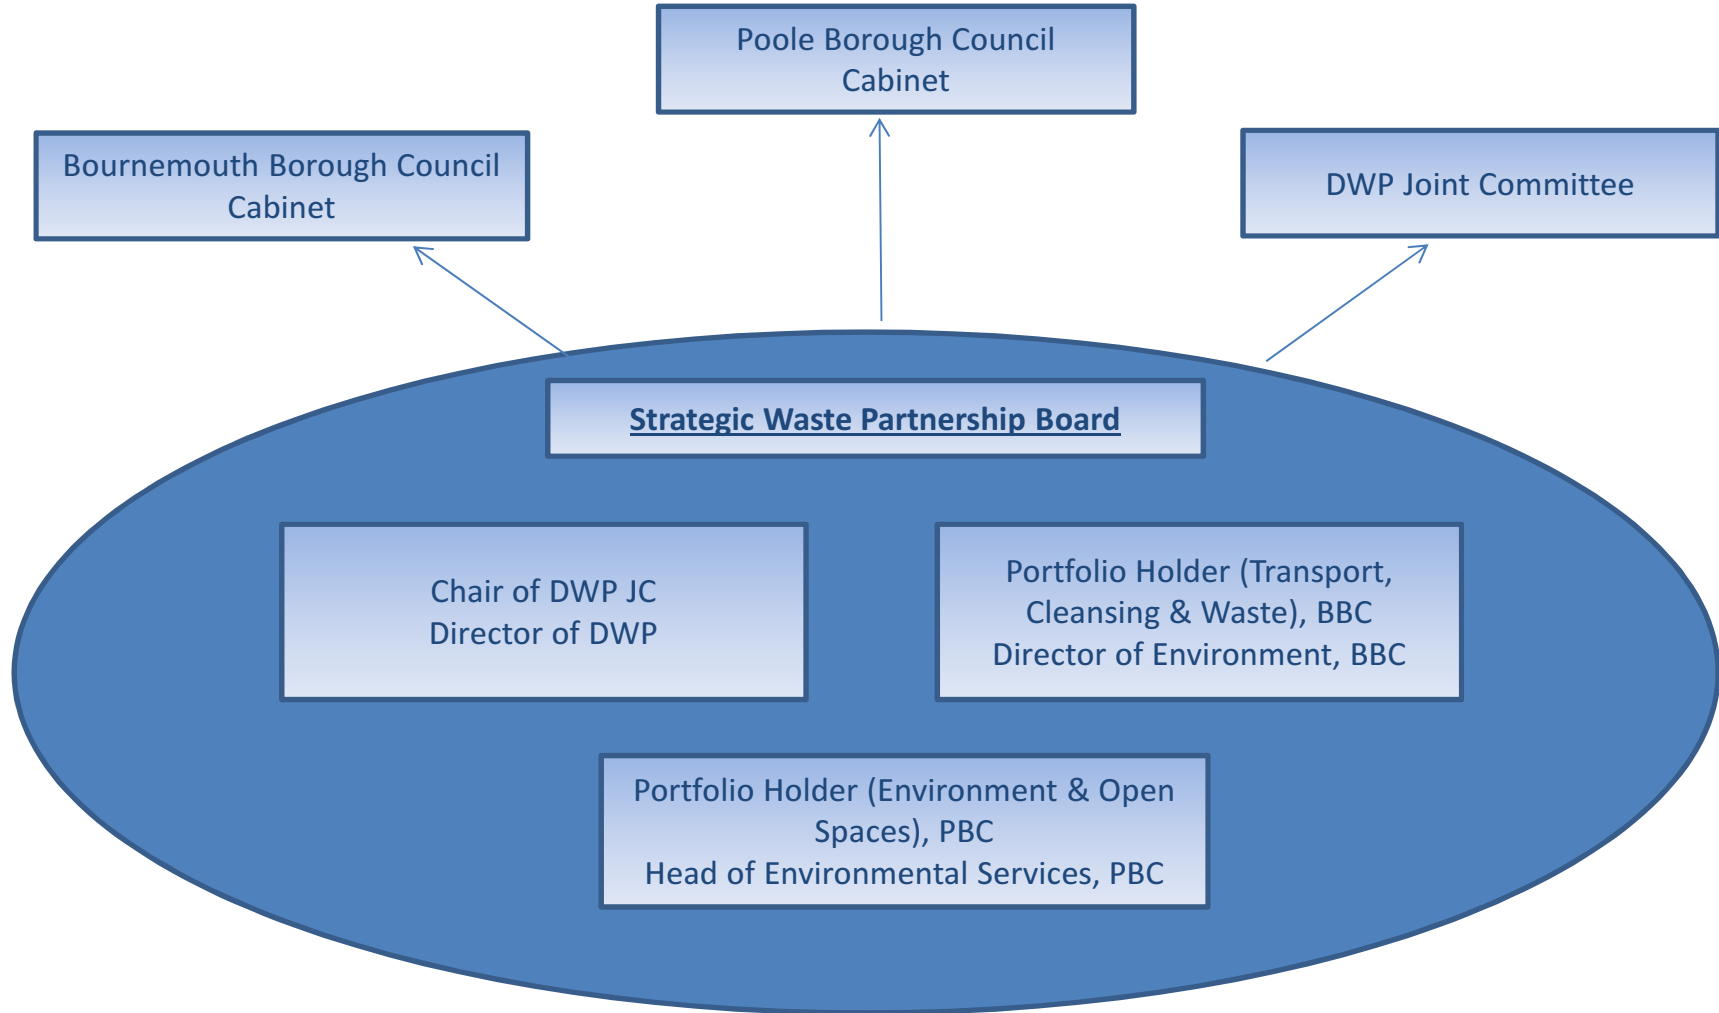 Poole Borough Council
Cabinet
Bournemouth Borough Council
Cabinet
DWP Joint Committee
Strategic Waste Partnership Board
Chair of DWP JC
Director of DWP
Portfolio Holder (Transport,
Cleansing & Waste), BBC
Director of Environment, BBC
Portfolio Holder (Environment & Open
Spaces), PBC
Head of Environmental Services, PBC